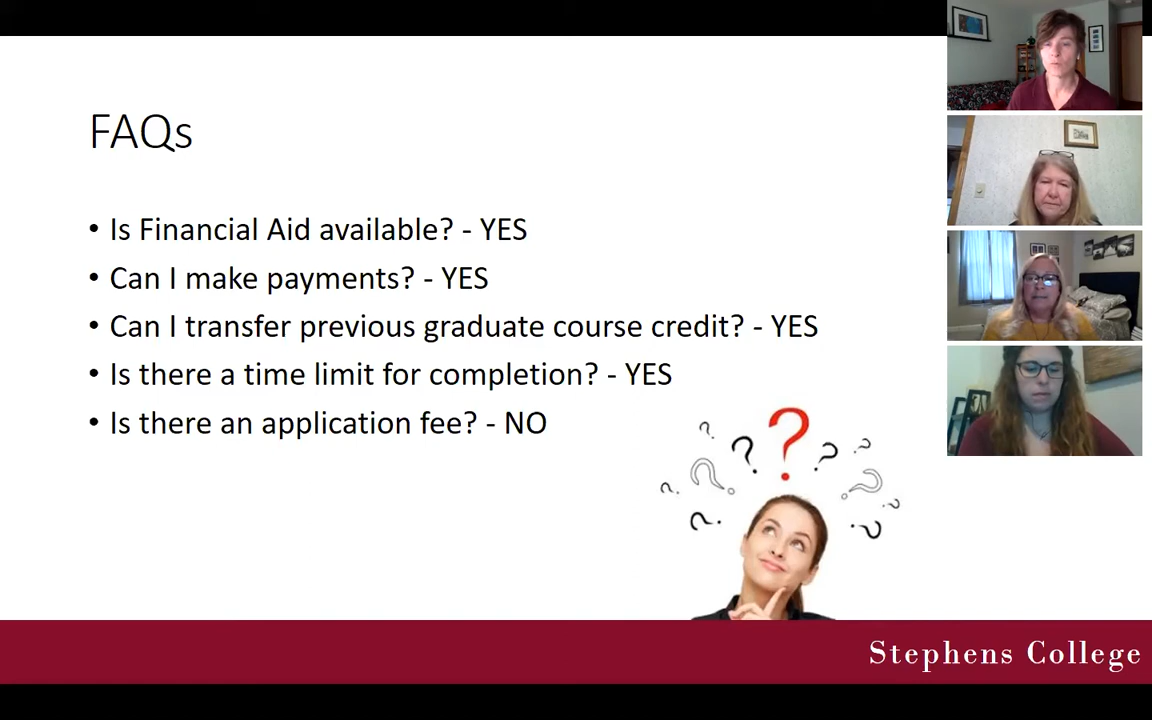 FAQs
• Is Financial Aid available? - YES
• Can I make payments? - YES
• Can I transfer previous graduate course credit? - YES
• Is there a time limit for completion? - YES
• Is there an application fee? - NO
Stephens College